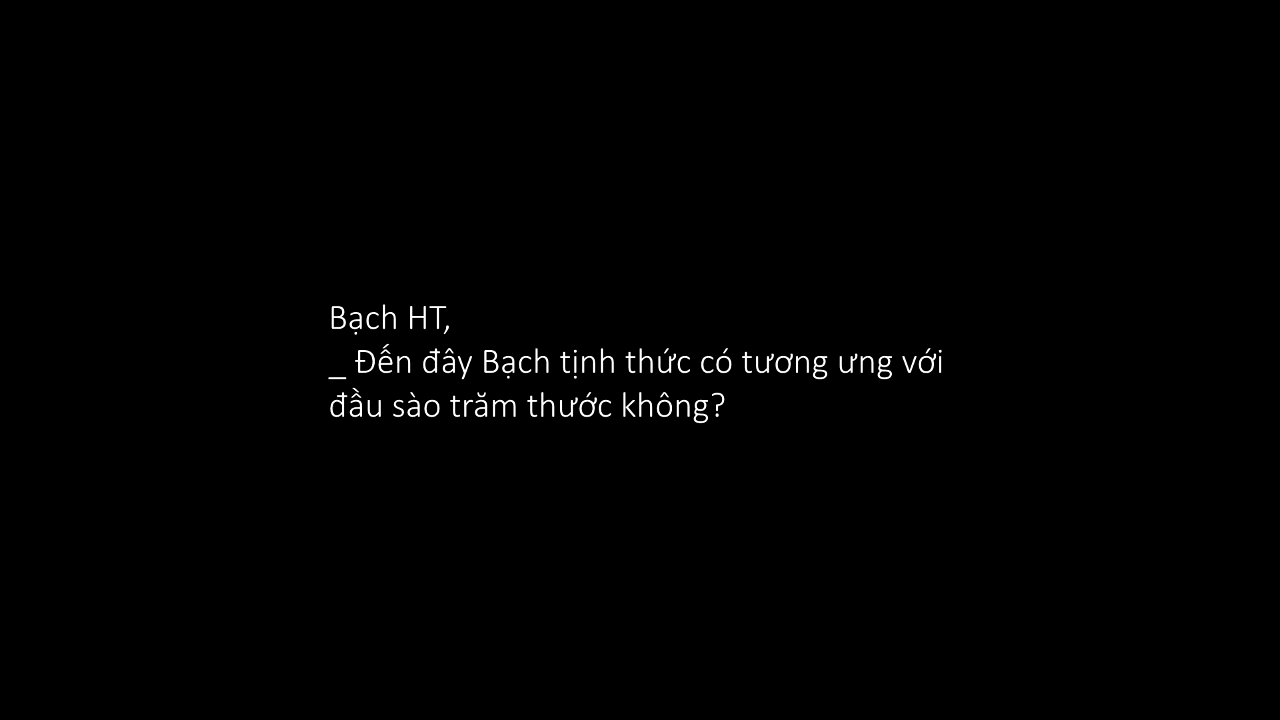 Bạch HT,
_ Đến đây Bạch tịnh thức có tương ưng với
đầu sào trăm thước không?